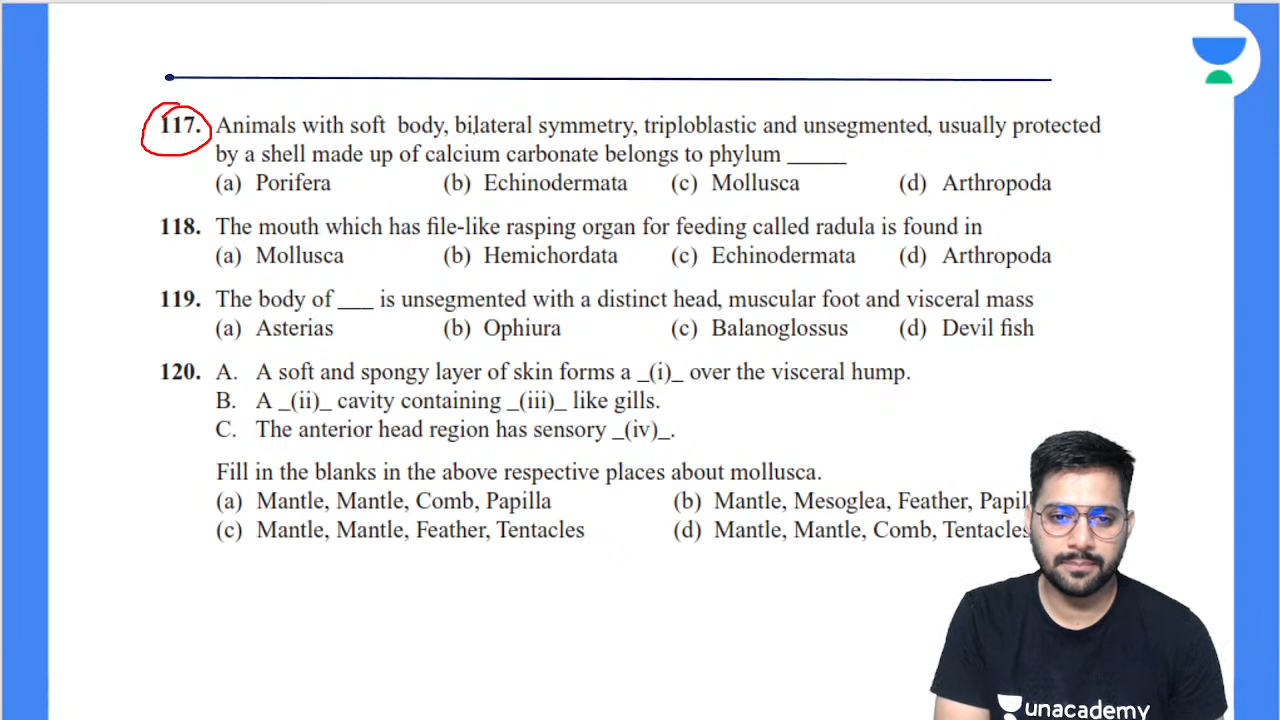 117. Animals with soft body, bilateral symmetry, triploblastic and unsegmented, usually protected
by a shell made up of calcium carbonate belongs to phylum _____
(a) Porifera (b) Echinodermata (c) Mollusca (d) Arthropoda
118. The mouth which has file-like rasping organ for feeding called radula is found in
(a) Mollusca (b) Hemichordata (c) Echinodermata (d) Arthropoda
119. The body of ___ is unsegmented with a distinct head, muscular foot and visceral mass
(a) Asterias (b) Ophiura (c) Balanoglossus (d) Devil fish
120. A. A soft and spongy layer of skin forms a _(i)_ over the visceral hump.
B. A _(ii)_ cavity containing _(iii)_ like gills.
C. The anterior head region has sensory _(iv)_.
Fill in the blanks in the above respective places about mollusca.
(a) Mantle, Mantle, Comb, Papilla (b) Mantle, Mesoglea, Feather,
(c) Mantle, Mantle, Feather, Tentacles (d) Mantle, Mantle, Comb, Tentacles
unacademy